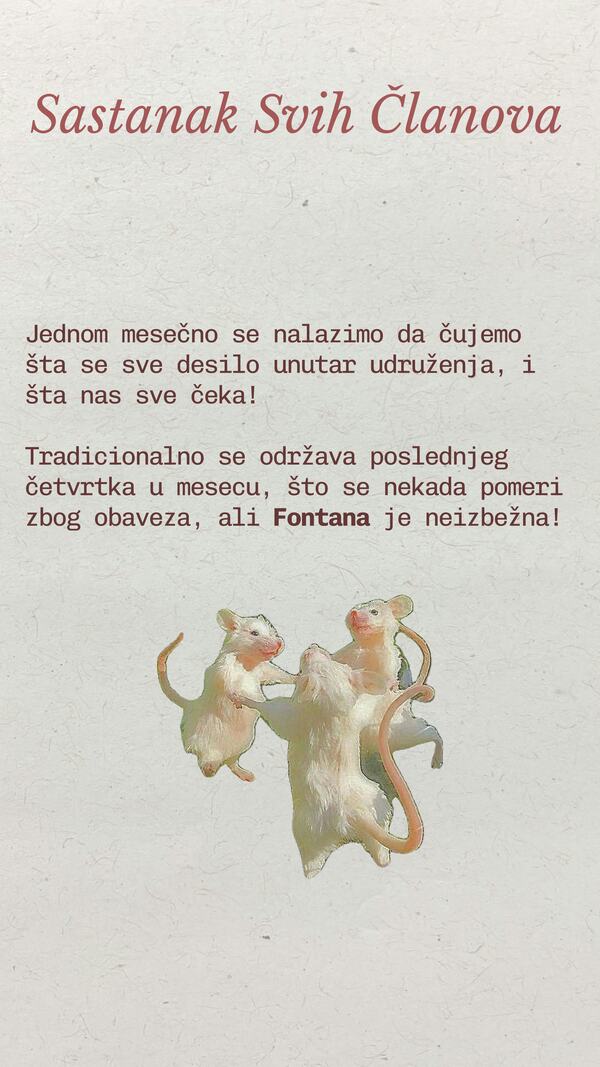 Sastanak Svih Članova
Jednom mesečno se nalazimo da čujemo
šta se sve desilo unutar udruženja, i
šta nas sve čeka!
Tradicionalno se održava poslednjeg
četvrtka u mesecu, što se nekada pomeri
zbog obaveza, ali Fontana je neizbežna!